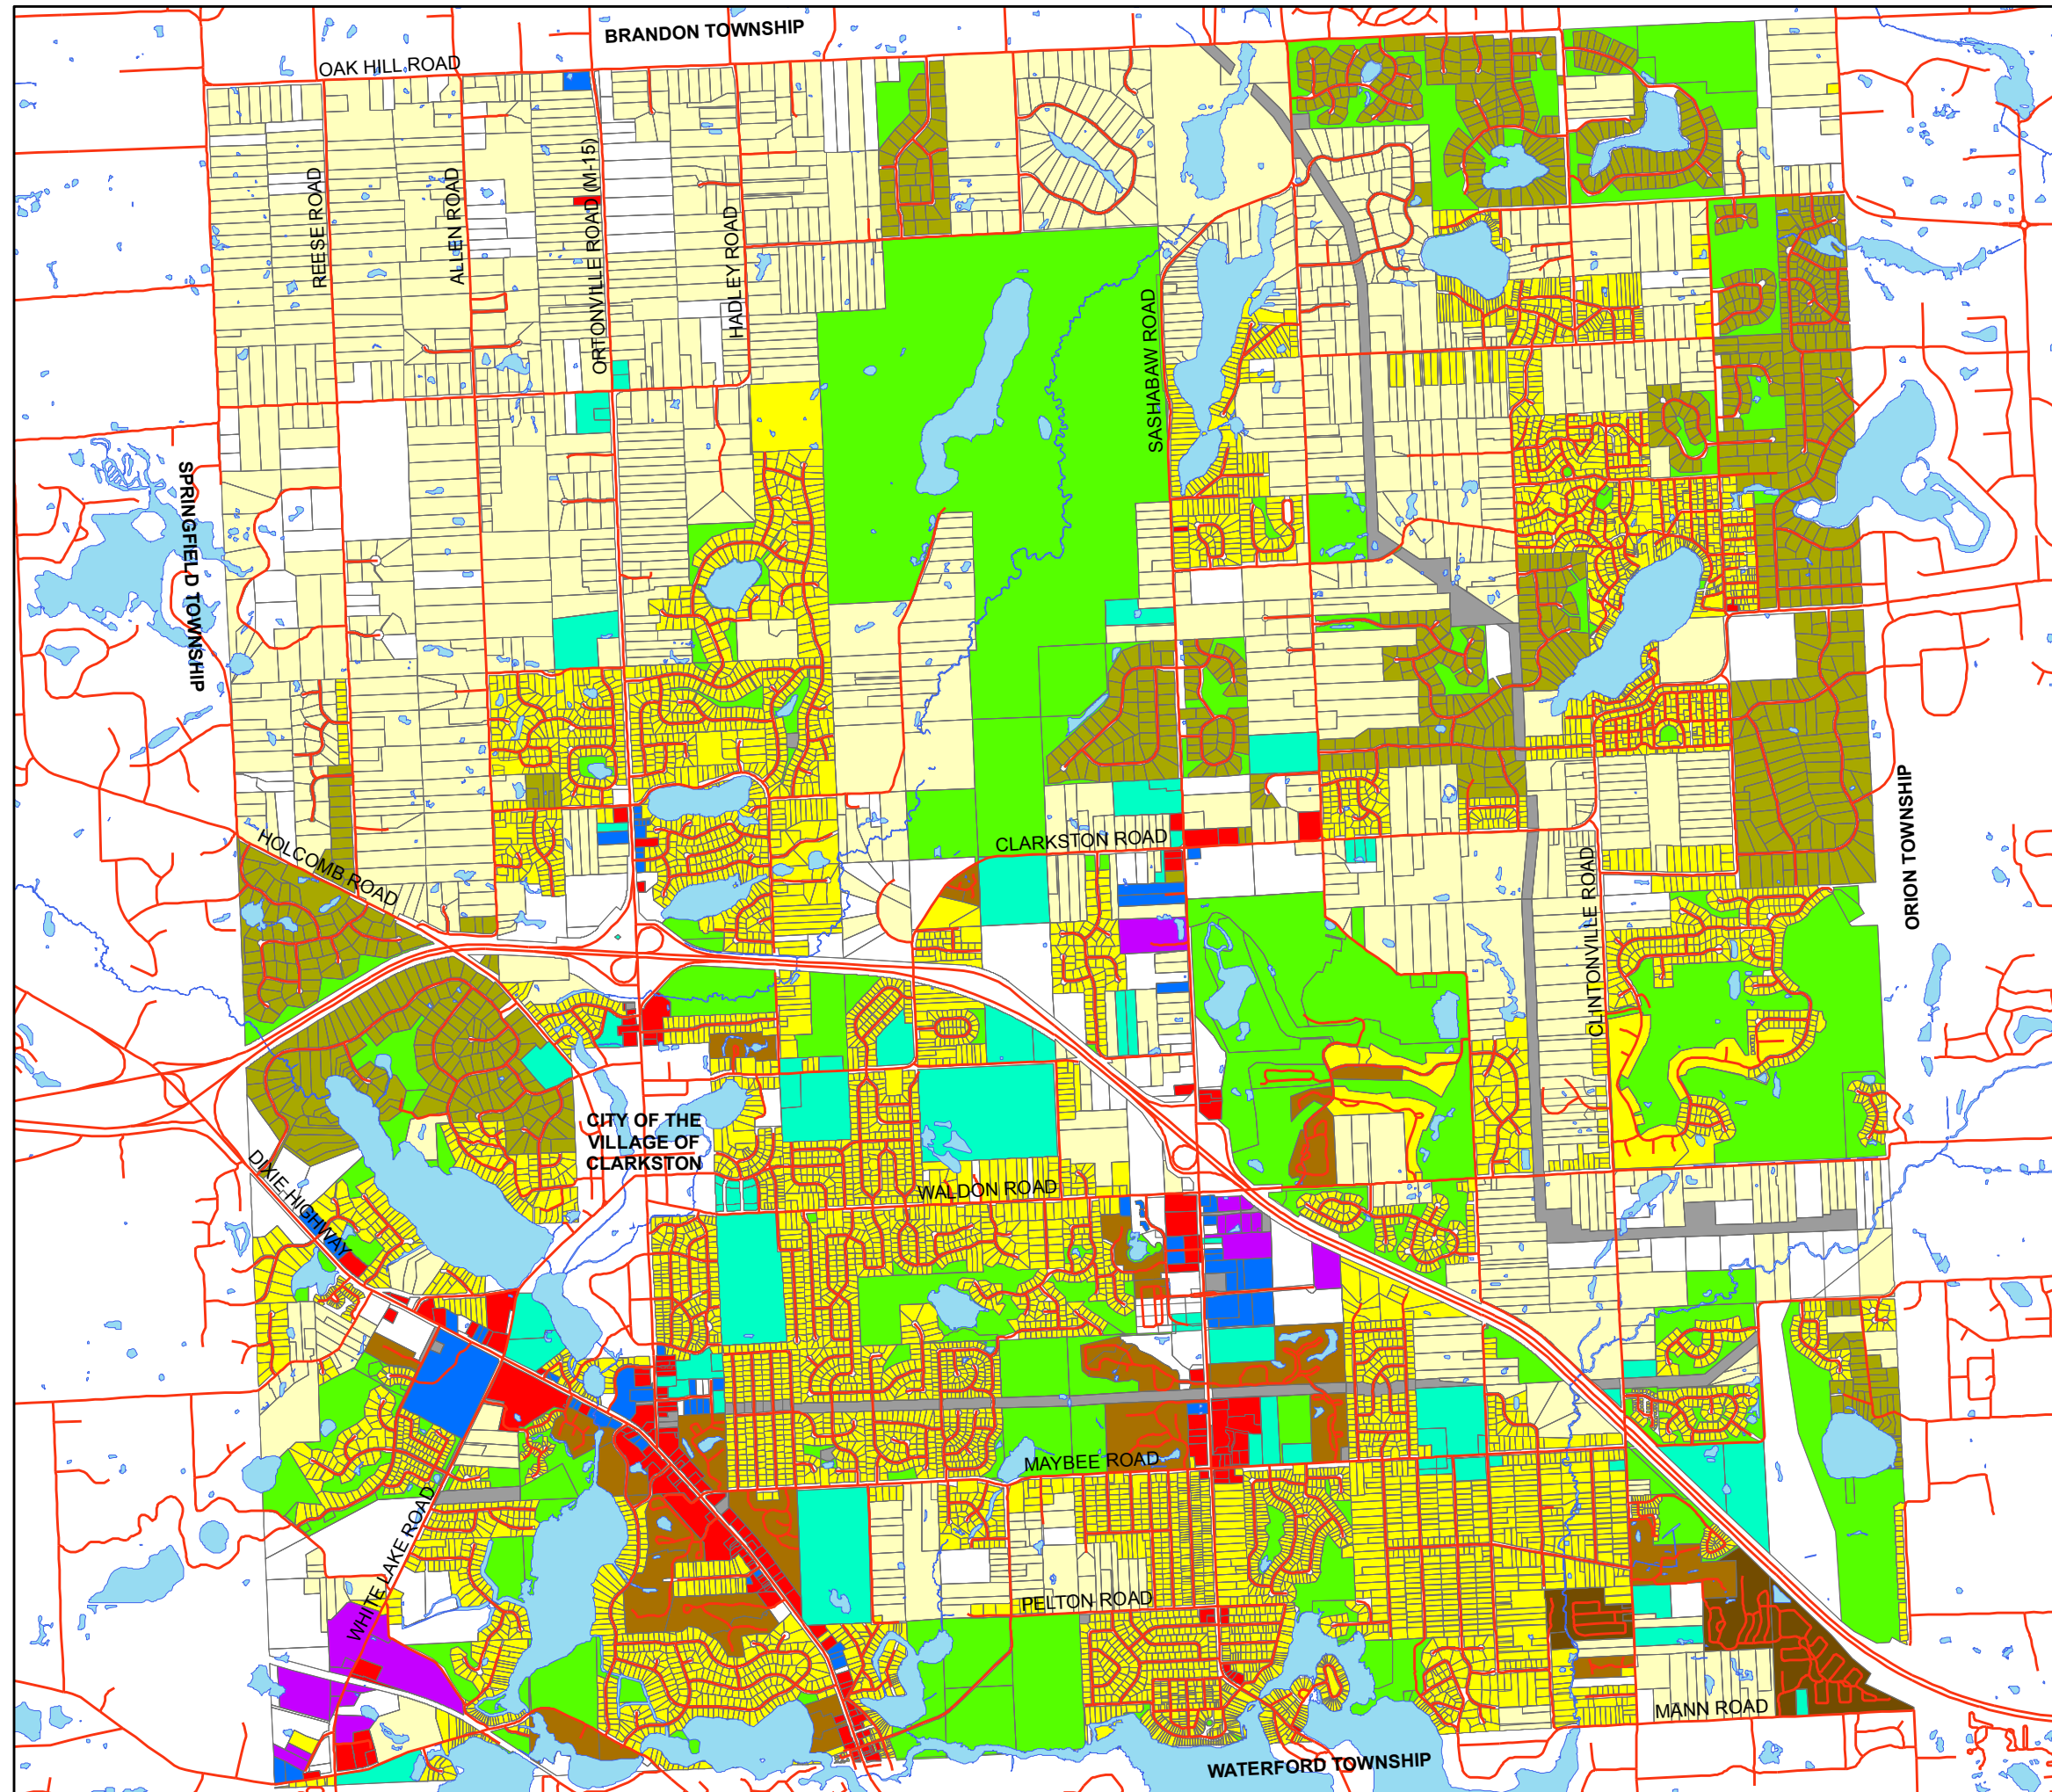 BRANDON TOWNSHIP
OAK HILL ROAD
REESE ROAD
ALLEN ROAD
ORTONVILLE ROAD (M-15)
HADLEY ROAD
SASHABAW ROAD
SPRINGFIELD TOWNSHIP
ORION TOWNSHIP
HOLCOMB ROAD
CLARKSTON ROAD
CLINTONVILLE ROAD
CITY OF THE
VILLAGE OF
CLARKSTON
DIXIE HIGHWAY
WALDON ROAD
MAYBEE ROAD
WHITE LAKE ROAD
PELTON ROAD
MANN ROAD
WATERFORD TOWNSHIP